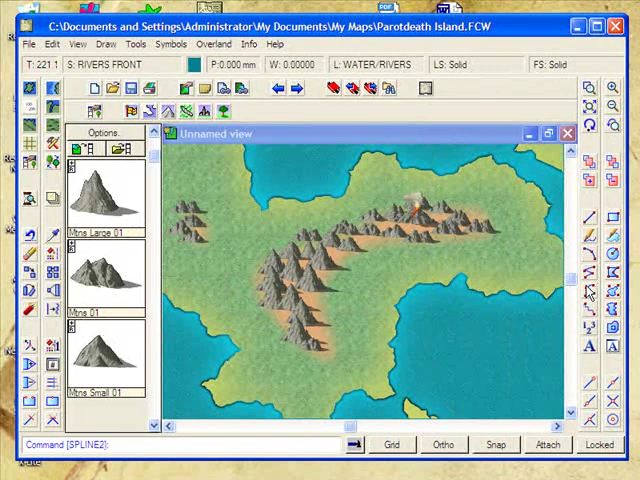 C:\Documents and Settings\Administrator\My Documents\My Maps\Parotdeath Island.FCW
File Edit View Draw Tools Symbols Overland Info Help
T: 221.1 S: RIVERS FRONT P:0.000 mm W: 0.00000 L: WATER/RIVERS LS: Solid FS: Solid
Options.
Unnamed view
Mtns Large 01
Mtns 01
Mtns Small 01
Command [SPLINE2]:
Grid Ortho Snap Attach Locked